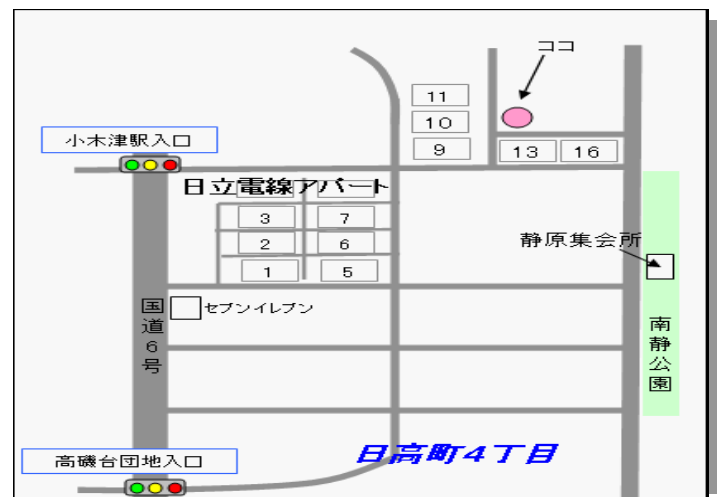 ココ
11
10
9
13
16
小木津駅入口
日立電線アパート
3
7
2
6
1
5
静原集会所
国道6号
セブンイレブン
南静公園
日高町4丁目
高磯台団地入口